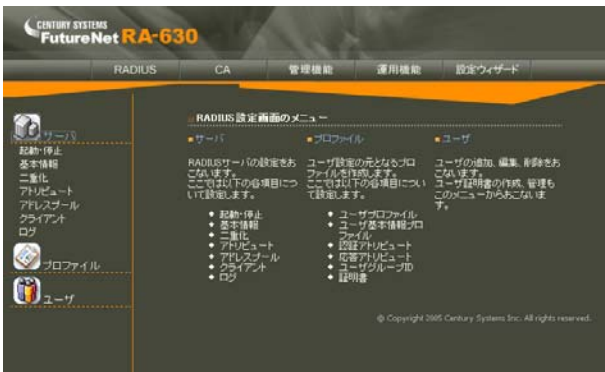 CENTURY SYSTEMS
FutureNet RA-630
RADIUS CA 管理機能 運用機能 設定ウィザード
サーバ
起動・停止
基本情報
二重化
アトリビュート
アドレスプール
クライアント
ログ
プロファイル
ユーザ
RADIUS設定画面のメニュー
サーバ
RADIUSサーバの設定をお
こないます。
ここでは以下の各項目につ
いて設定します。
起動・停止
基本情報
二重化
アトリビュート
アドレスプール
クライアント
ログ
プロファイル
ユーザ設定の元となるプロ
ファイルを作成します。
ここでは以下の各項目につい
て設定します。
ユーザプロファイル
ユーザ基本情報プロ
ファイル
認証アトリビュート
応答アトリビュート
ユーザグループID
証明書
ユーザ
ユーザの追加、編集、削除をお
こないます。
ユーザ証明書の作成、管理も
このメニューからおこないま
す。
© Copyright 2005 Century Systems Inc. All rights reserved.